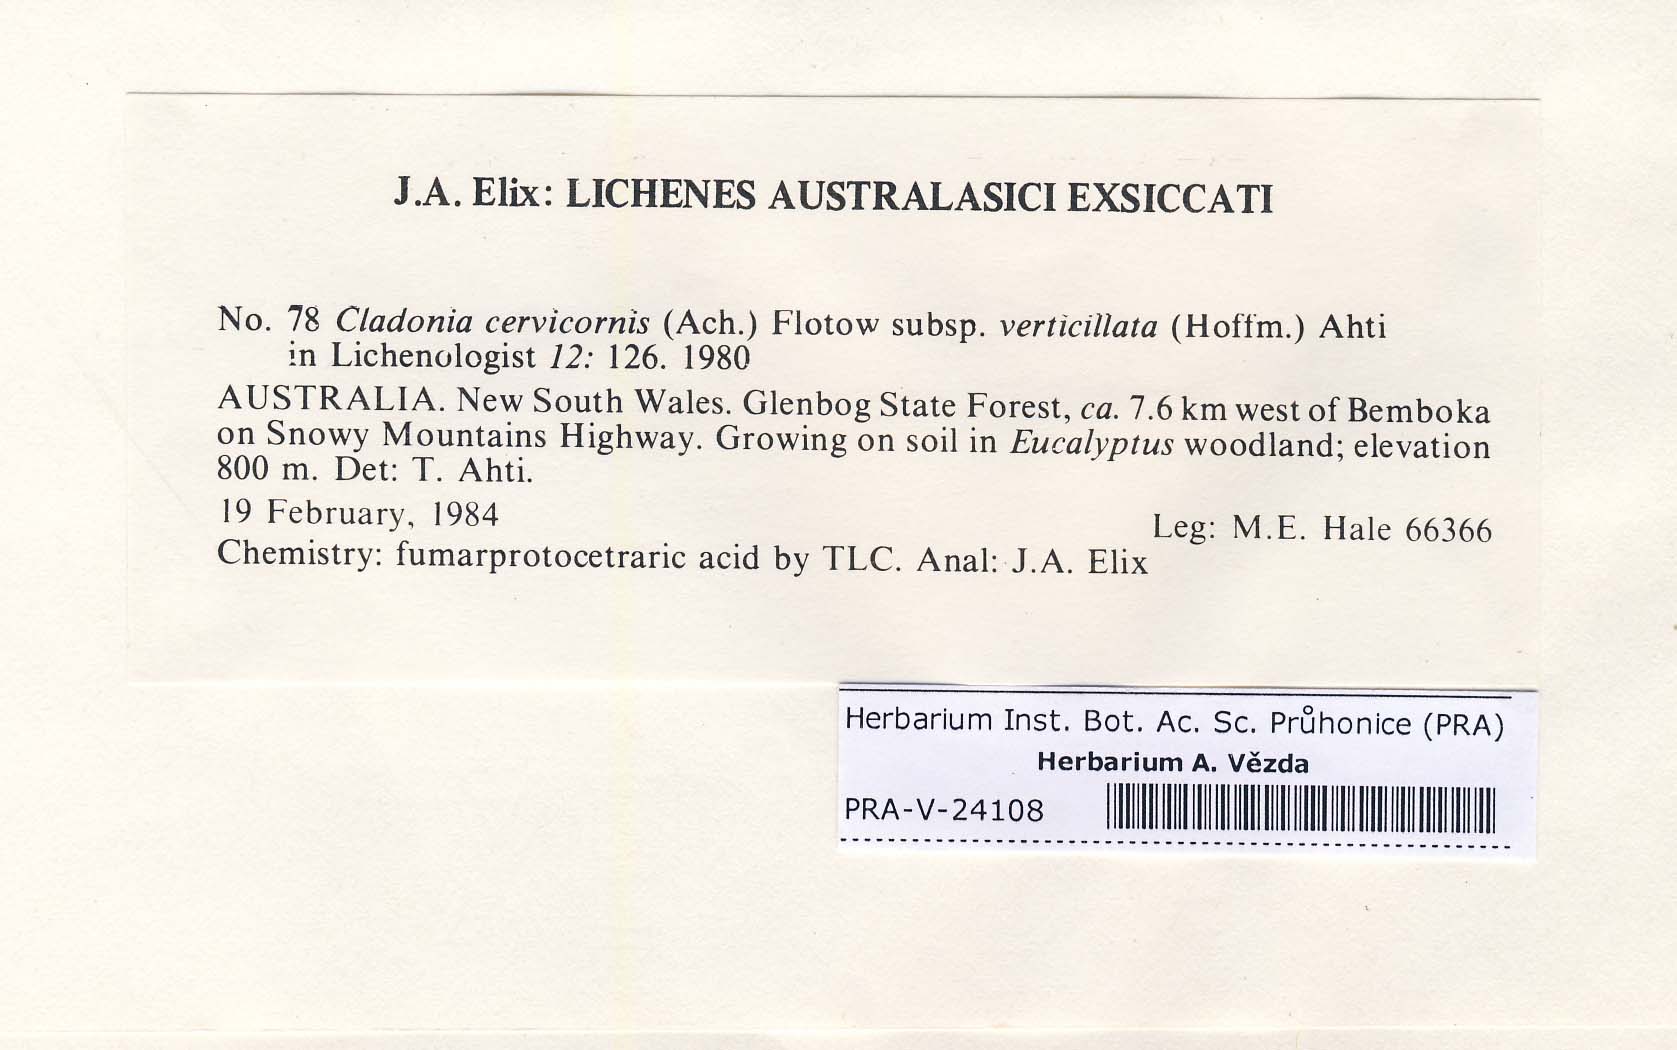 J.A. Elix: LICHENES AUSTRALASICI EXSICCATI
No. 78 Cladonia cervicornis (Ach.) Flotow subsp. verticillata (Hoffm.) Ahti
in Lichenologist 12: 126. 1980
AUSTRALIA. New South Wales. Glenbog State Forest, ca. 7.6 km west of Bemboka
on Snowy Mountains Highway. Growing on soil in Eucalyptus woodland; elevation
800 m. Det: T. Ahti.
19 February, 1984 Leg: M.E. Hale 66366
Chemistry: fumarprotocetraric acid by TLC. Anal: J.A. Elix
Herbarium Inst. Bot. Ac. Sc. Průhonice (PRA)
Herbarium A. Vězda
PRA-V-24108